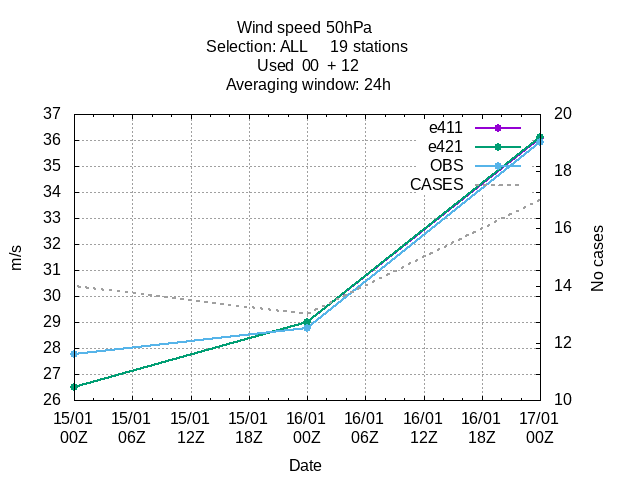 Wind speed 50hPa
Selection: ALL 19 stations
Used 00 + 12
Averaging window: 24h
37
36
35
34
33
32
31
30
29
28
27
26
m/s
e411
e421
OBS
CASES
20
18
16
14
12
10
No cases
15/01 15/01 15/01 15/01 16/01 16/01 16/01 16/01 17/01
00Z 06Z 12Z 18Z 00Z 06Z 12Z 18Z 00Z
Date